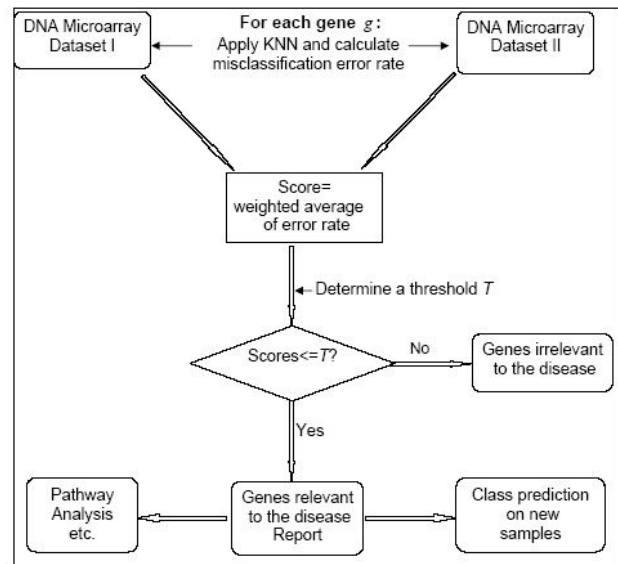 DNA Microarray
Dataset I
For each gene g :
Apply KNN and calculate
misclassification error rate
DNA Microarray
Dataset II
Score=
weighted average
of error rate
Determine a threshold T
Scores<=T?
No
Genes irrelevant
to the disease
Yes
Pathway
Analysis
etc.
Genes relevant
to the disease
Report
Class prediction
on new
samples